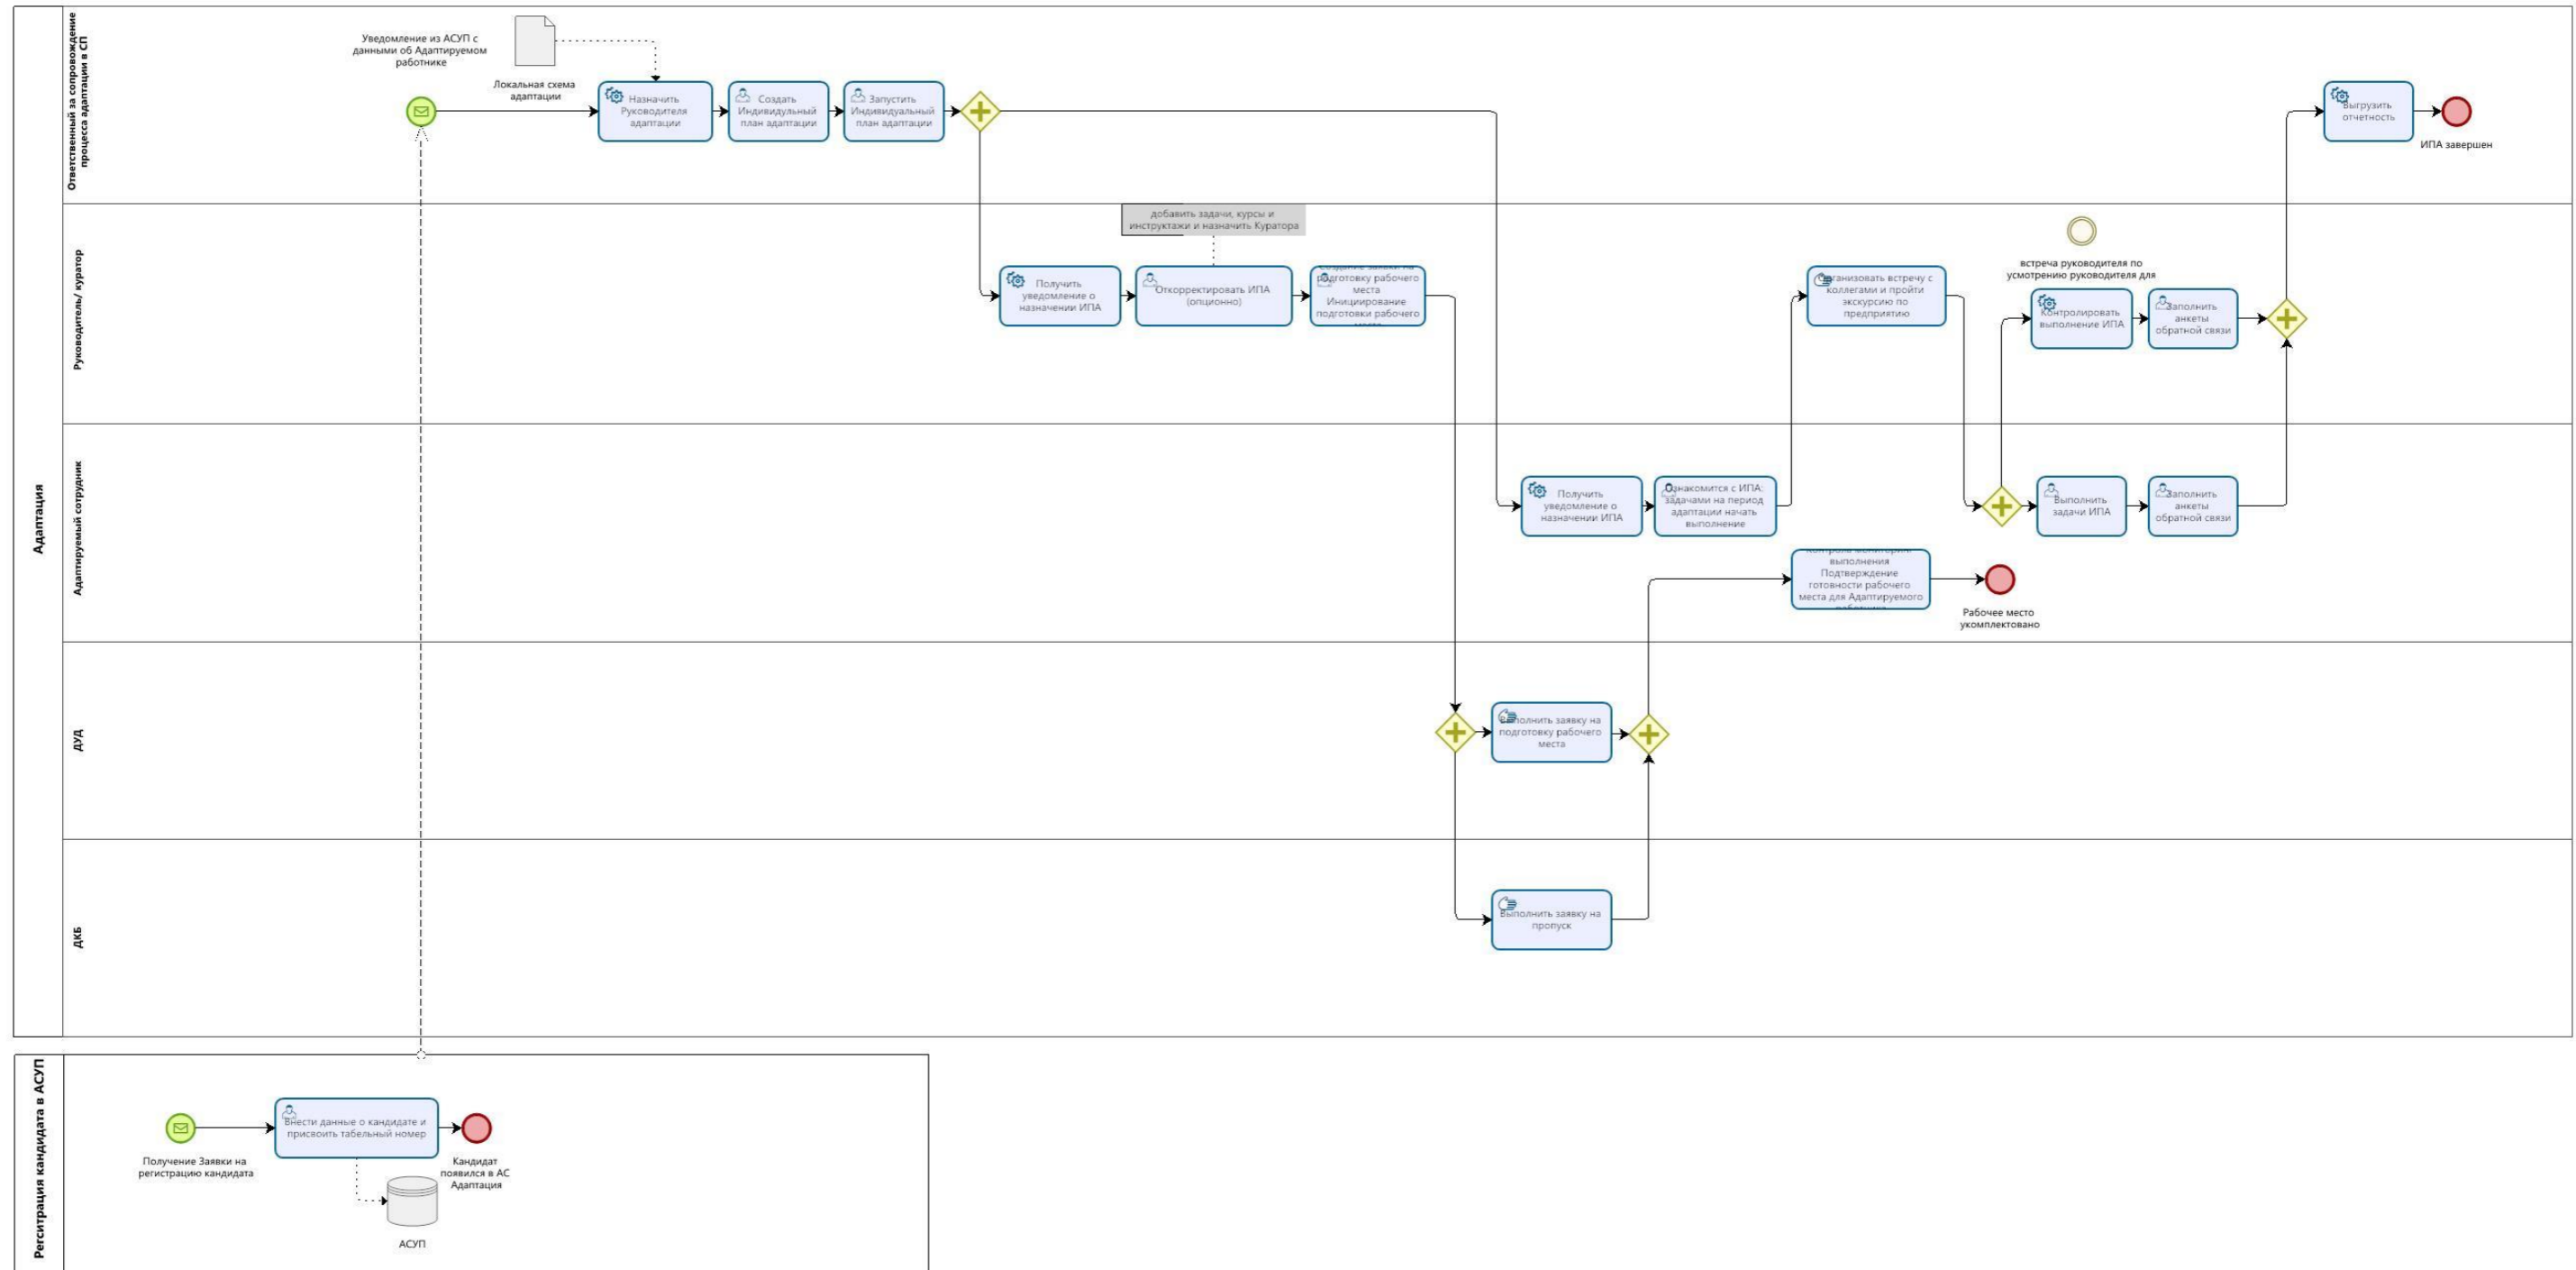 Адаптация
Ответственный за сопровождение
процесса адаптации в СП
Уведомление из АСУП с
данными об Адаптируемом
работнике
Локальная схема
адаптации
Назначить
Руководителя
адаптации
Создать
Индивидульный
план адаптации
Запустить
Индивидуальный
план адаптации
Выгрузить
отчетность
ИПА завершен
Руководитель/ куратор
добавить задачи, курсы и
инструктажи и назначить Куратора
Получить
уведомление о
назначении ИПА
Откорректировать ИПА
(опционно)
Создание заявки на
подготовку рабочего
места
Инициирование
подготовки рабочего
места
Организовать встречу с
коллегами и пройти
экскурсию по
предприятию
встреча руководителя по
усмотрению руководителя для
Контролировать
выполнение ИПА
Заполнить
анкеты
обратной связи
Адаптируемый сотрудник
Получить
уведомление о
назначении ИПА
Ознакомится с ИПА:
задачами на период
адаптации начать
выполнение
Выполнить
задачи ИПА
Заполнить
анкеты
обратной связи
выполнения
Подтверждение
готовности рабочего
места для Адаптируемого
работника
Рабочее место
укомплектовано
ДУД
Выполнить заявку на
подготовку рабочего
места
ДКБ
Выполнить заявку на
пропуск
Регситрация кандидата в АСУП
Получение Заявки на
регистрацию кандидата
Внести данные о кандидате и
присвоить табельный номер
Кандидат
появился в АС
Адаптация
АСУП